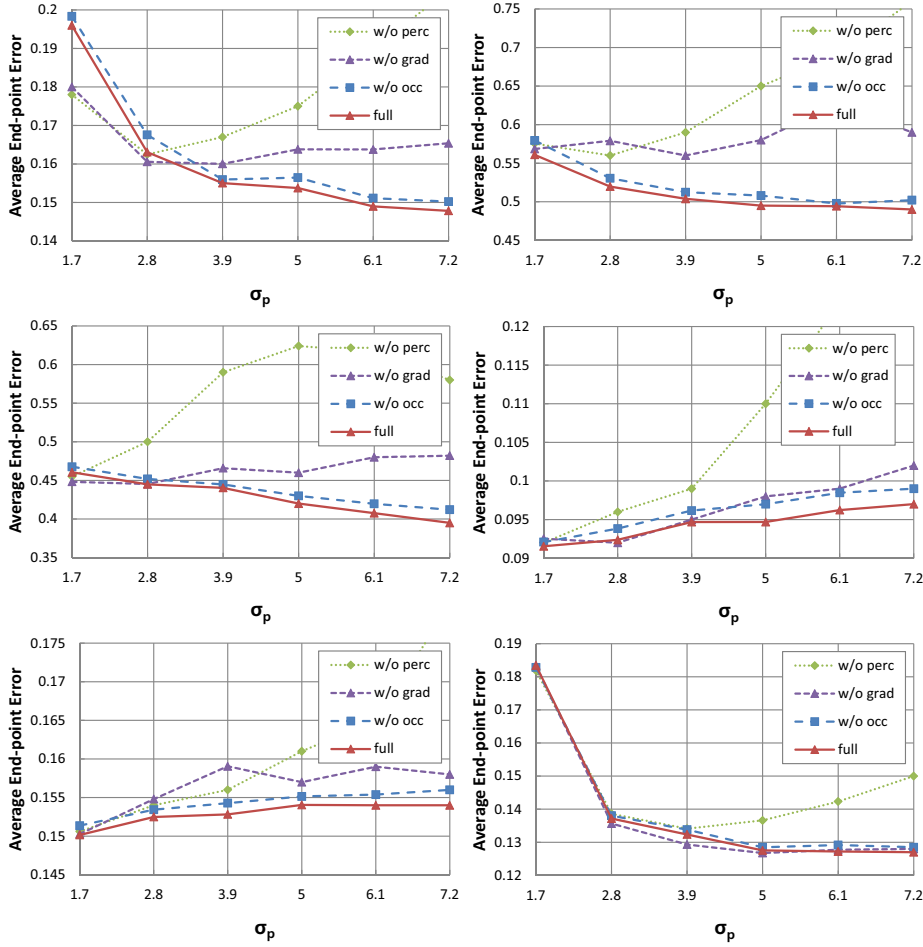 Average End-point Error
0.2
0.19
0.18
0.17
0.16
0.15
0.14
1.7 2.8 3.9 5 6.1 7.2
σp
w/o perc
w/o grad
w/o occ
full
Average End-point Error
0.75
0.7
0.65
0.6
0.55
0.5
0.45
1.7 2.8 3.9 5 6.1 7.2
σp
w/o perc
w/o grad
w/o occ
full
Average End-point Error
0.65
0.6
0.55
0.5
0.45
0.4
0.35
1.7 2.8 3.9 5 6.1 7.2
σp
w/o perc
w/o grad
w/o occ
full
Average End-point Error
0.12
0.115
0.11
0.105
0.1
0.095
0.09
1.7 2.8 3.9 5 6.1 7.2
σp
w/o perc
w/o grad
w/o occ
full
Average End-point Error
0.175
0.17
0.165
0.16
0.155
0.15
0.145
1.7 2.8 3.9 5 6.1 7.2
σp
w/o perc
w/o grad
w/o occ
full
Average End-point Error
0.19
0.18
0.17
0.16
0.15
0.14
0.13
0.12
1.7 2.8 3.9 5 6.1 7.2
σp
w/o perc
w/o grad
w/o occ
full